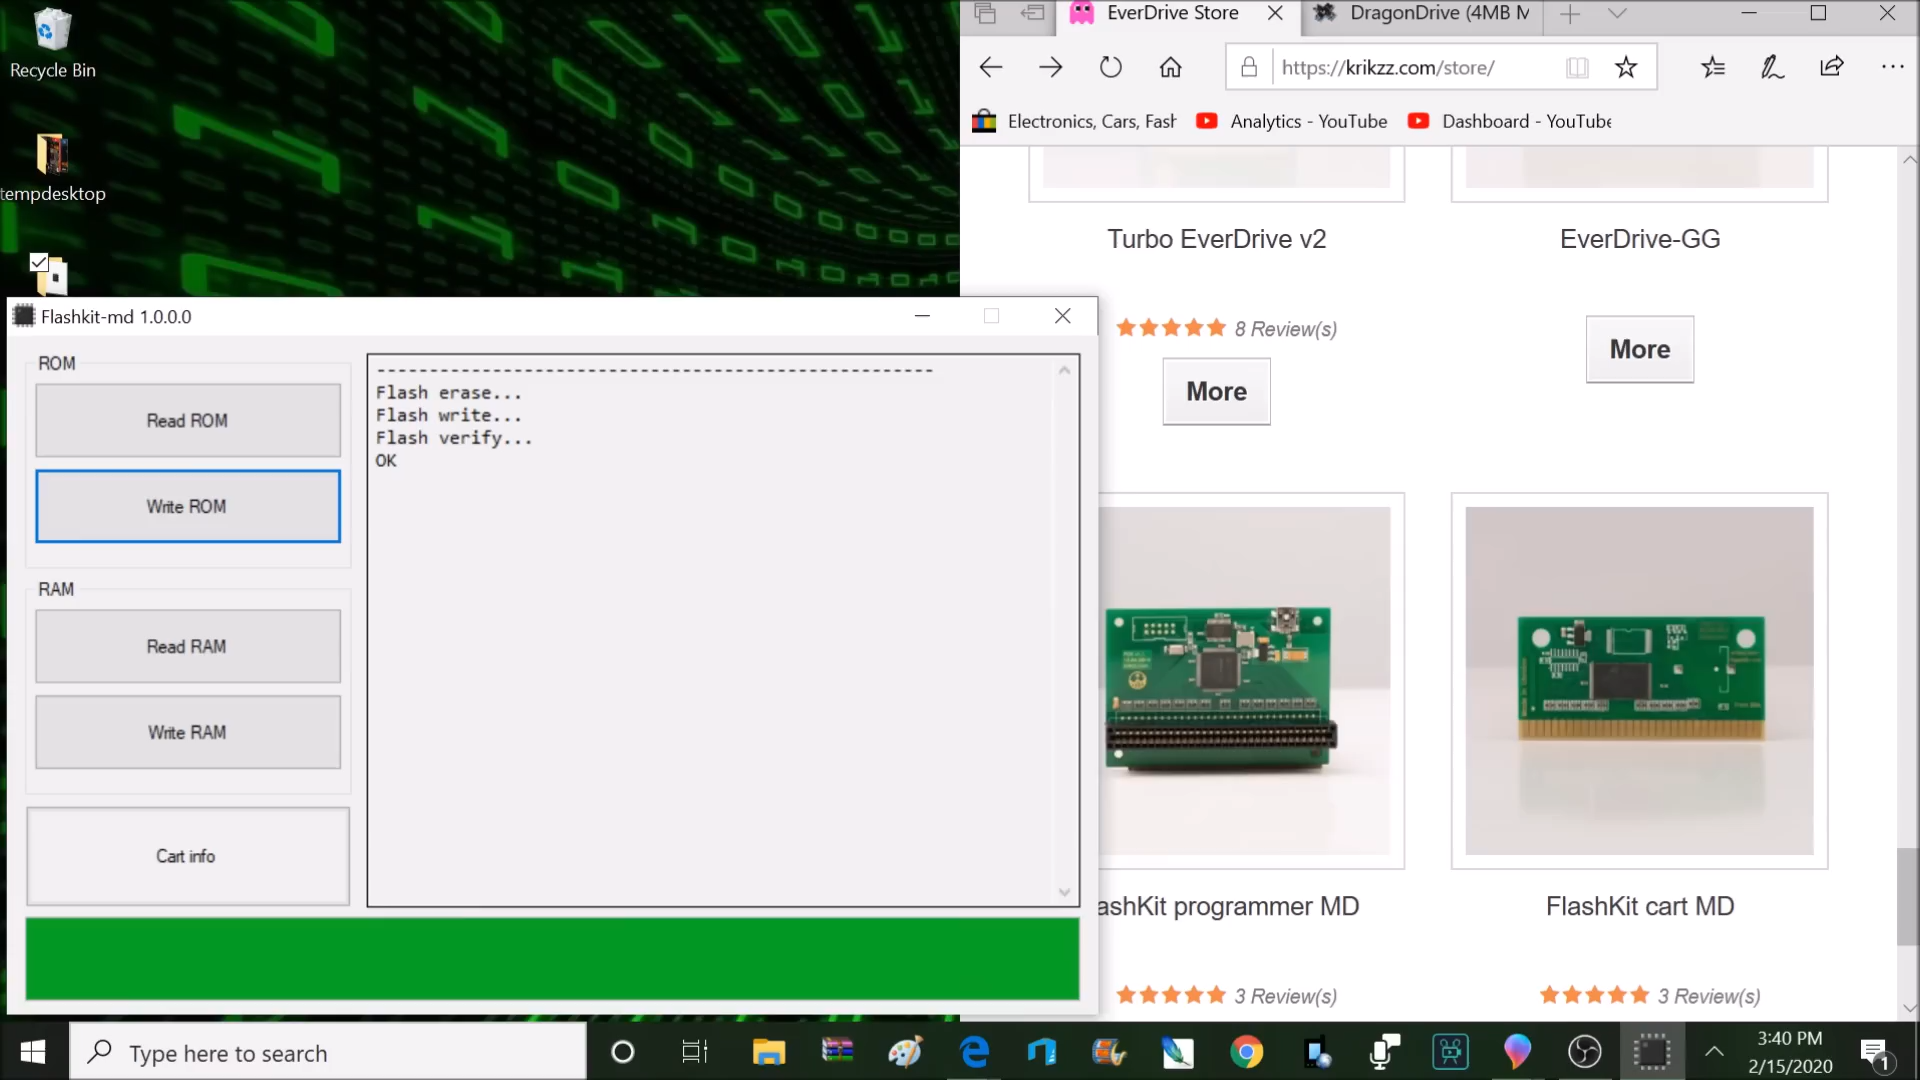 Recycle Bin
tempdesktop
EverDrive Store
DragonDrive (4MB M
https://krikzz.com/store/
Electronics, Cars, Fash
Analytics - YouTube
Dashboard - YouTube
Turbo EverDrive v2
EverDrive-GG
8 Review(s)
More
More
Flashkit-md 1.0.0.0
ROM
Read ROM
Write ROM
RAM
Read RAM
Write RAM
Cart info
-----------------------------------------------------
Flash erase...
Flash write...
Flash verify...
OK
ashKit programmer MD
FlashKit cart MD
3 Review(s)
3 Review(s)
Type here to search
3:40 PM
2/15/2020
1